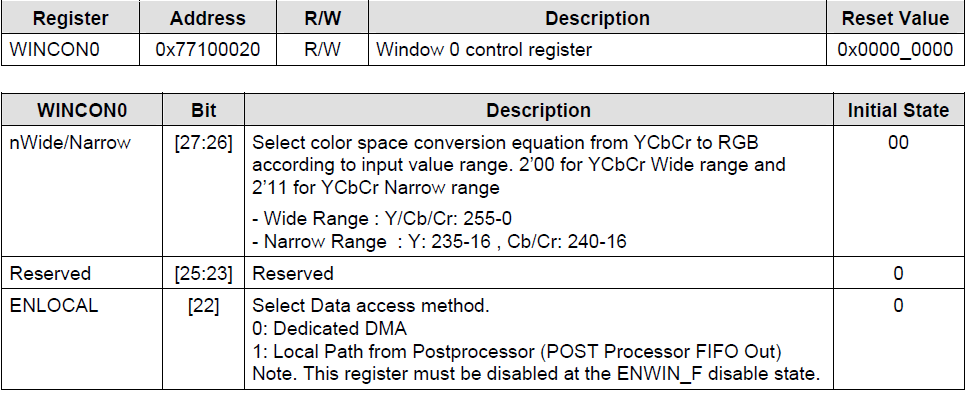 Register Address R/W Description Reset Value
WINCON0 0x77100020 R/W Window 0 control register 0x0000_0000
WINCON0 Bit Description Initial State
nWide/Narrow [27:26] Select color space conversion equation from YCbCr to RGB 00
according to input value range. 2’00 for YCbCr Wide range and
2’11 for YCbCr Narrow range
- Wide Range : Y/Cb/Cr: 255-0
- Narrow Range : Y: 235-16 , Cb/Cr: 240-16
Reserved [25:23] Reserved 0
ENLOCAL [22] Select Data access method. 0
0: Dedicated DMA
1: Local Path from Postprocessor (POST Processor FIFO Out)
Note. This register must be disabled at the ENWIN_F disable state.